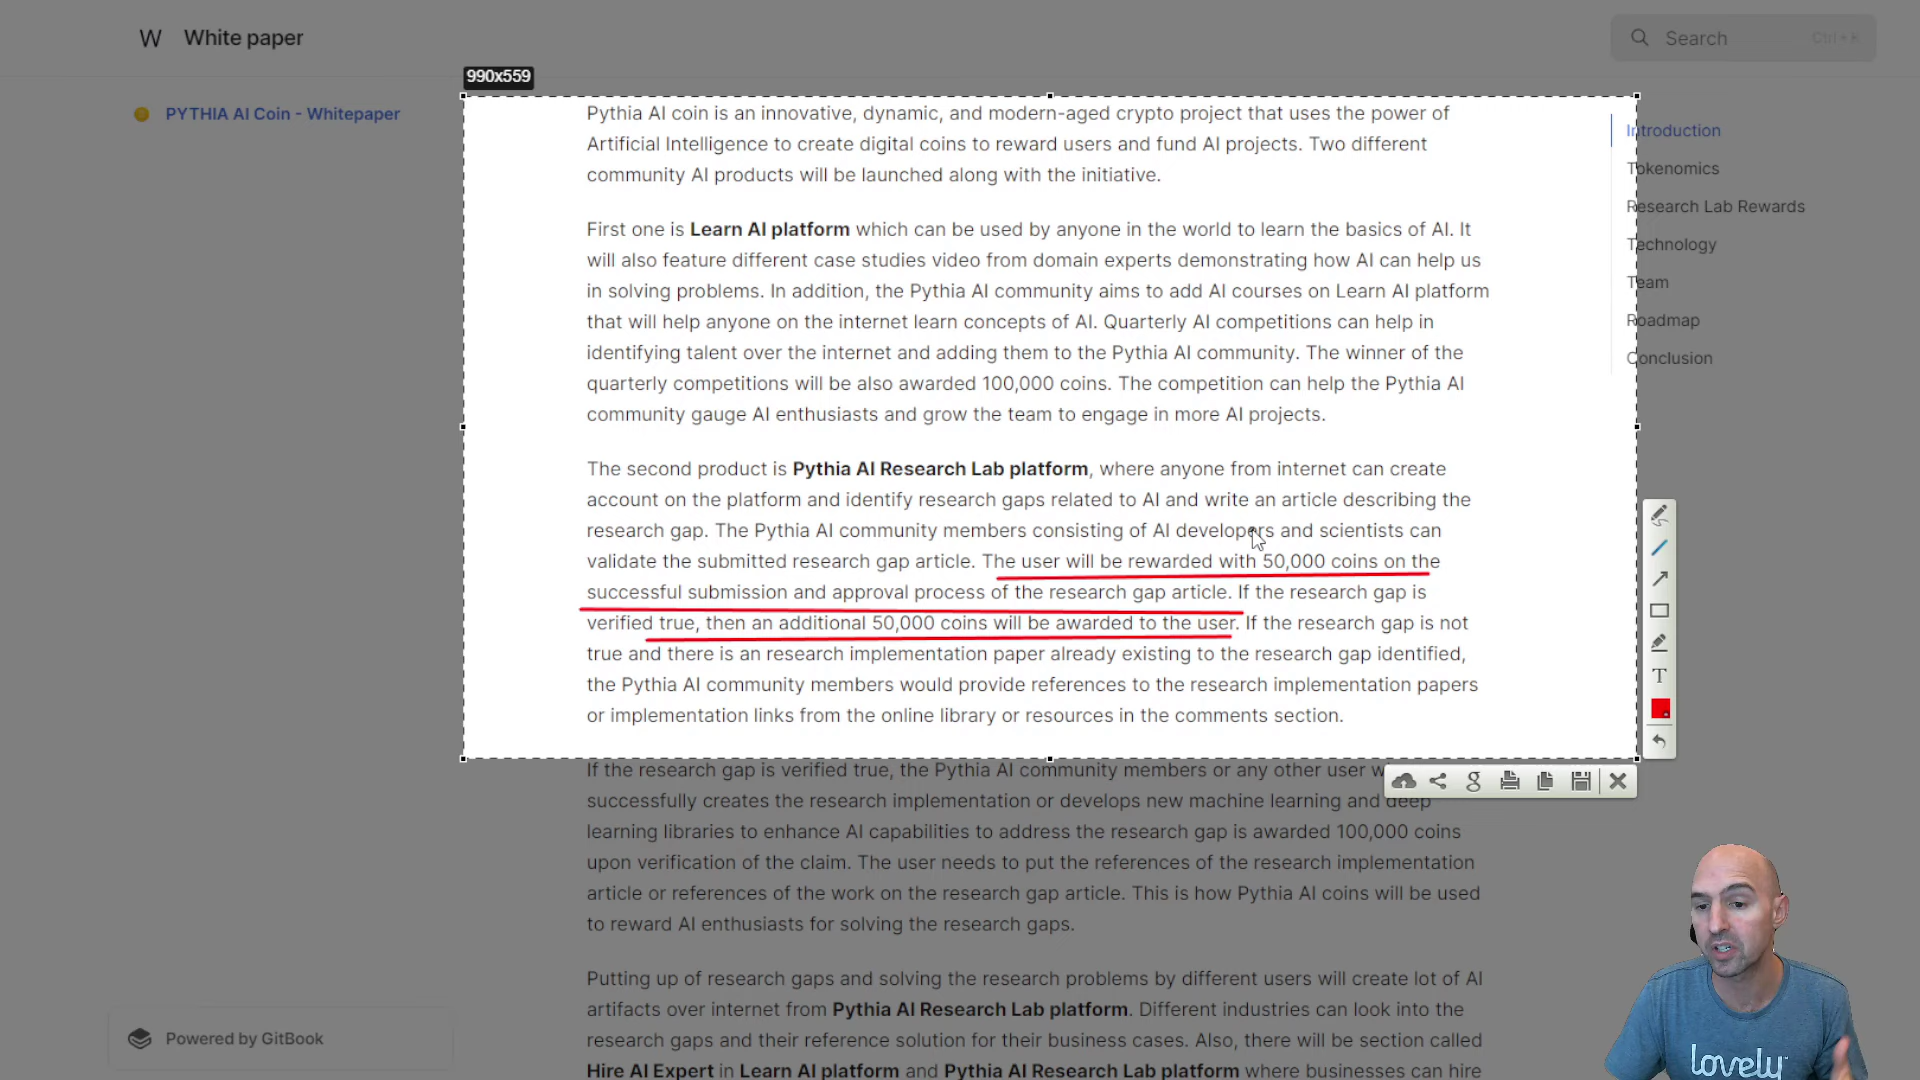 W White paper
Search Ctrl + K
990x559
PYTHIA AI Coin - Whitepaper
Pythia AI coin is an innovative, dynamic, and modern-aged crypto project that uses the power of
Artificial Intelligence to create digital coins to reward users and fund AI projects. Two different
community AI products will be launched along with the initiative.
First one is Learn AI platform which can be used by anyone in the world to learn the basics of AI. It
will also feature different case studies video from domain experts demonstrating how AI can help us
in solving problems. In addition, the Pythia AI community aims to add AI courses on Learn AI platform
that will help anyone on the internet learn concepts of AI. Quarterly AI competitions can help in
identifying talent over the internet and adding them to the Pythia AI community. The winner of the
quarterly competitions will be also awarded 100,000 coins. The competition can help the Pythia AI
community gauge AI enthusiasts and grow the team to engage in more AI projects.
The second product is Pythia AI Research Lab platform, where anyone from internet can create
account on the platform and identify research gaps related to AI and write an article describing the
research gap. The Pythia AI community members consisting of AI developers and scientists can
validate the submitted research gap article. The user will be rewarded with 50,000 coins on the
successful submission and approval process of the research gap article. If the research gap is
verified true, then an additional 50,000 coins will be awarded to the user. If the research gap is not
true and there is an research implementation paper already existing to the research gap identified,
the Pythia AI community members would provide references to the research implementation papers
or implementation links from the online library or resources in the comments section.
If the research gap is verified true, the Pythia AI community members or any other user w
successfully creates the research implementation or develops new machine learning and deep
learning libraries to enhance AI capabilities to address the research gap is awarded 100,000 coins
upon verification of the claim. The user needs to put the references of the research implementation
article or references of the work on the research gap article. This is how Pythia AI coins will be used
to reward AI enthusiasts for solving the research gaps.
Putting up of research gaps and solving the research problems by different users will create lot of AI
artifacts over internet from Pythia AI Research Lab platform. Different industries can look into the
research gaps and their reference solution for their business cases. Also, there will be section called
Hire AI Expert in Learn AI platform and Pythia AI Research Lab platform where businesses can hire
Introduction
Tokenomics
Research Lab Rewards
Technology
Team
Roadmap
Conclusion
T
g
Powered by GitBook
lovely